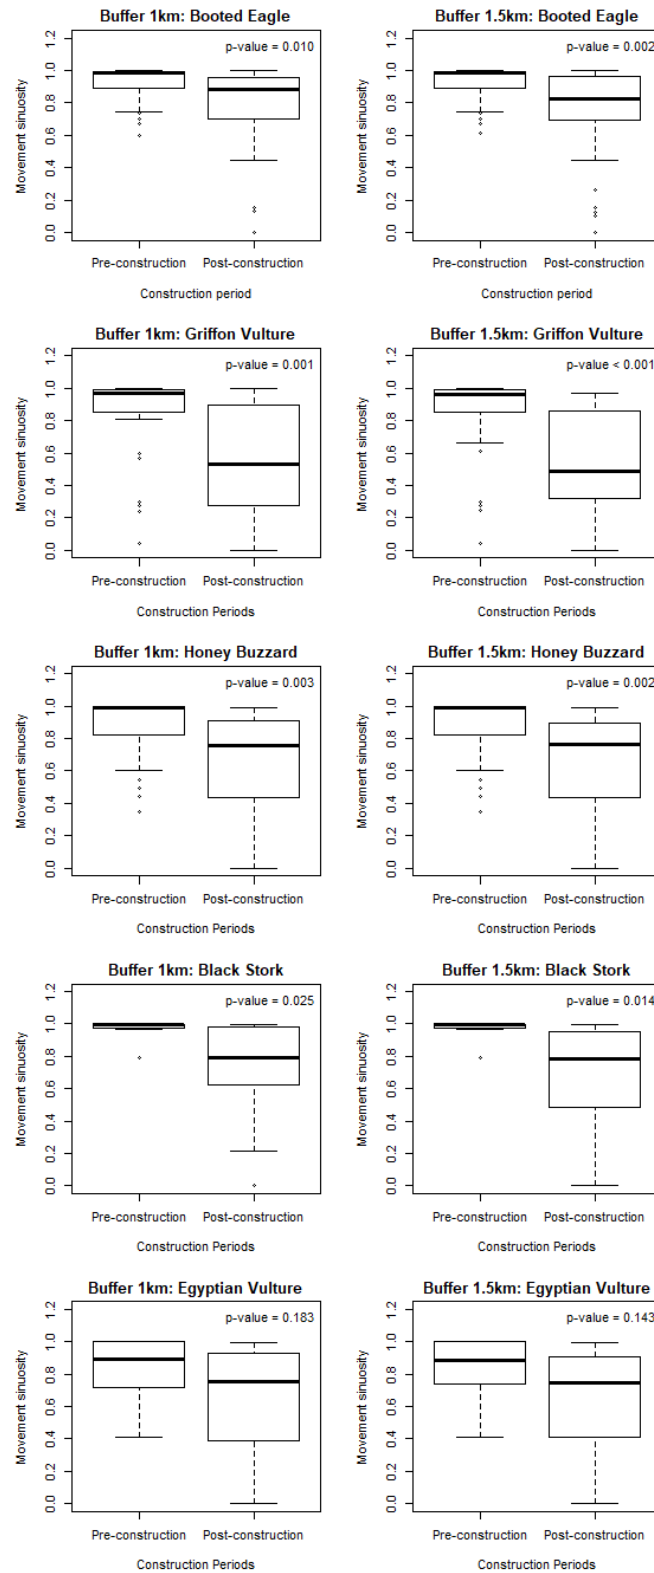 Buffer 1km: Booted Eagle
p-value = 0.010
Movement sinuosity
0.0 0.2 0.4 0.6 0.8 1.0 1.2
Pre-construction Post-construction
Construction period
Buffer 1.5km: Booted Eagle
p-value = 0.002
Movement sinuosity
0.0 0.2 0.4 0.6 0.8 1.0 1.2
Pre-construction Post-construction
Construction period
Buffer 1km: Griffon Vulture
p-value = 0.001
Movement sinuosity
0.0 0.2 0.4 0.6 0.8 1.0 1.2
Pre-construction Post-construction
Construction Periods
Buffer 1.5km: Griffon Vulture
p-value < 0.001
Movement sinuosity
0.0 0.2 0.4 0.6 0.8 1.0 1.2
Pre-construction Post-construction
Construction Periods
Buffer 1km: Honey Buzzard
p-value = 0.003
Movement sinuosity
0.0 0.2 0.4 0.6 0.8 1.0 1.2
Pre-construction Post-construction
Construction Periods
Buffer 1.5km: Honey Buzzard
p-value = 0.002
Movement sinuosity
0.0 0.2 0.4 0.6 0.8 1.0 1.2
Pre-construction Post-construction
Construction Periods
Buffer 1km: Black Stork
p-value = 0.025
Movement sinuosity
0.0 0.2 0.4 0.6 0.8 1.0 1.2
Pre-construction Post-construction
Construction Periods
Buffer 1.5km: Black Stork
p-value = 0.014
Movement sinuosity
0.0 0.2 0.4 0.6 0.8 1.0 1.2
Pre-construction Post-construction
Construction Periods
Buffer 1km: Egyptian Vulture
p-value = 0.183
Movement sinuosity
0.0 0.2 0.4 0.6 0.8 1.0 1.2
Pre-construction Post-construction
Construction Periods
Buffer 1.5km: Egyptian Vulture
p-value = 0.143
Movement sinuosity
0.0 0.2 0.4 0.6 0.8 1.0 1.2
Pre-construction Post-construction
Construction Periods